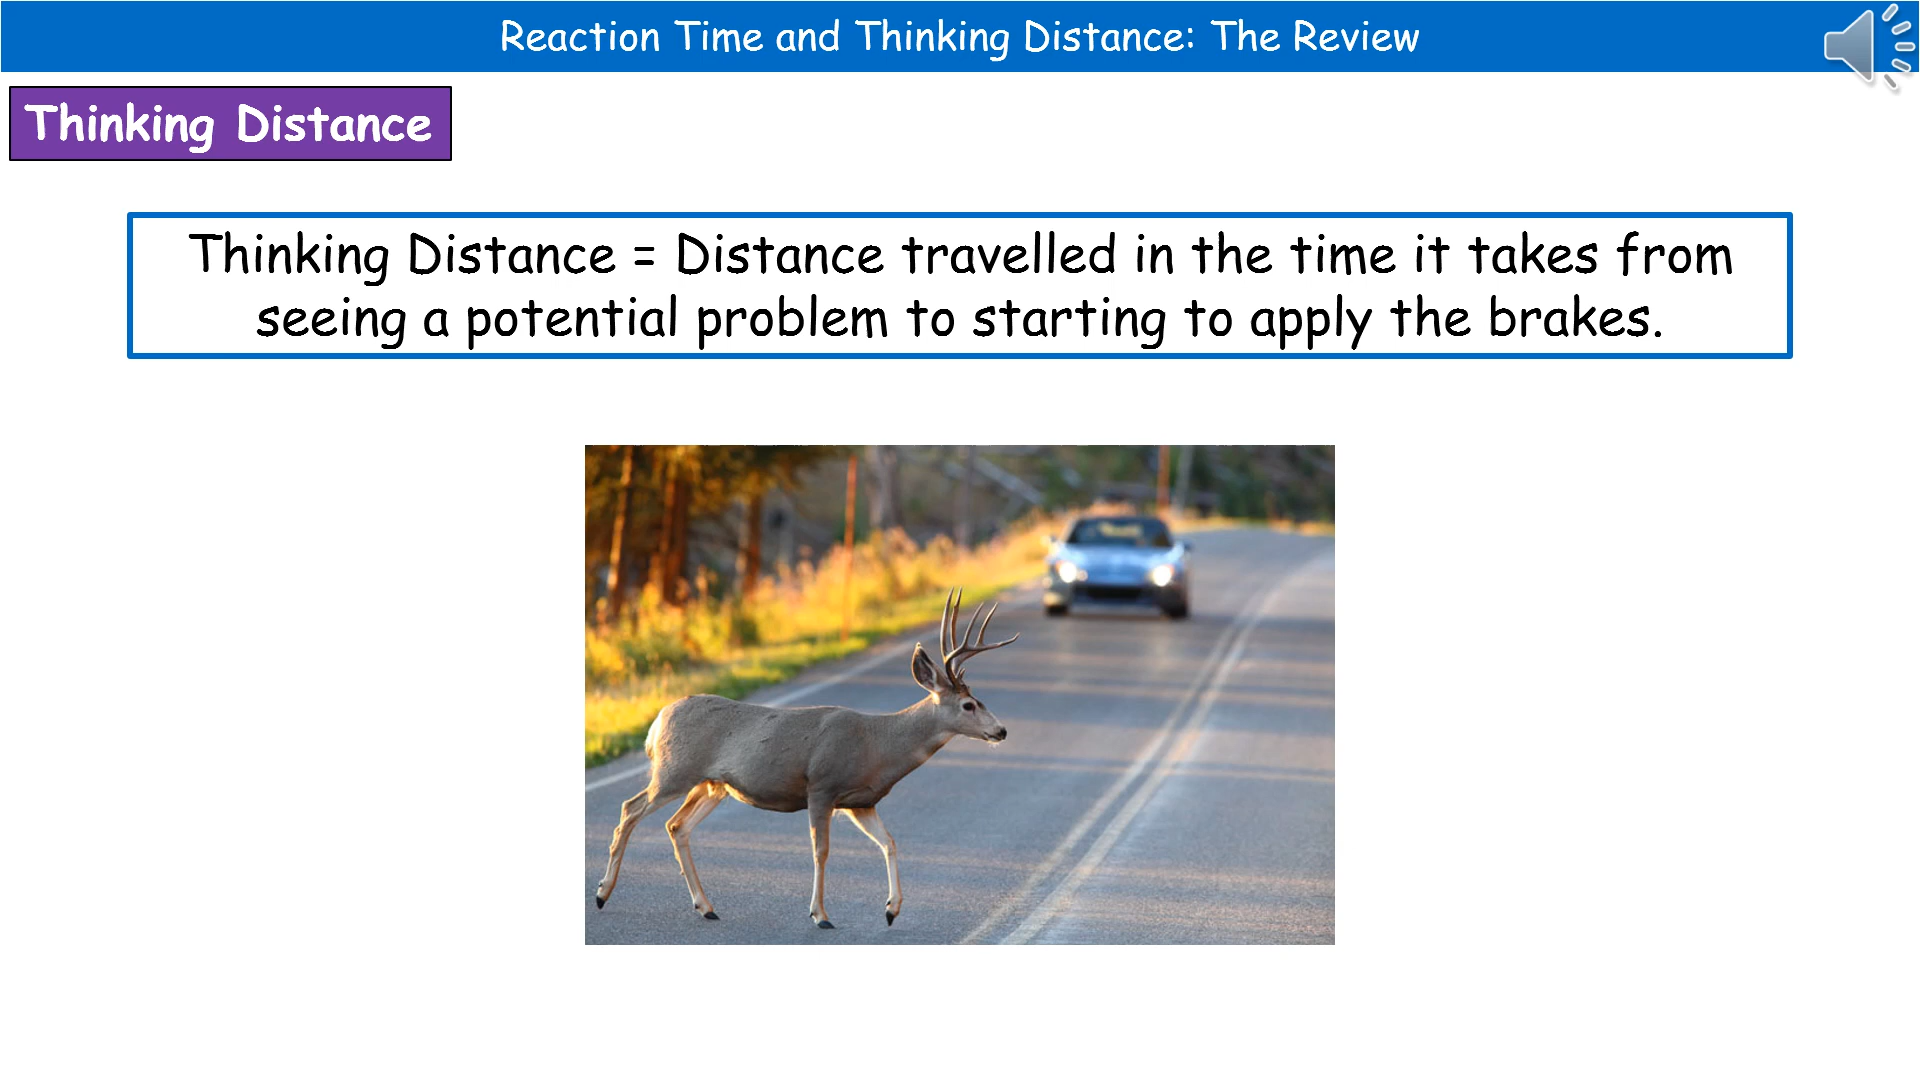 Reaction Time and Thinking Distance: The Review
Thinking Distance
Thinking Distance = Distance travelled in the time it takes from
seeing a potential problem to starting to apply the brakes.